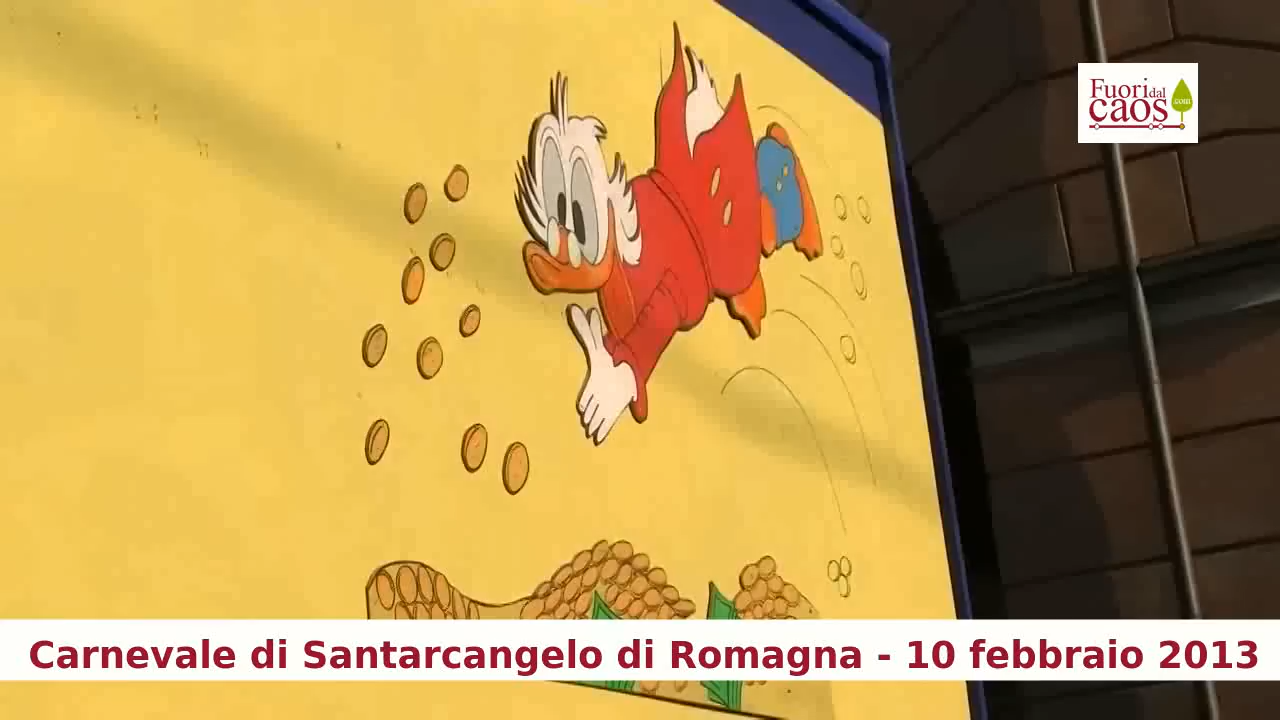 Fuori dal
caos .com
Carnevale di Santarcangelo di Romagna - 10 febbraio 2013